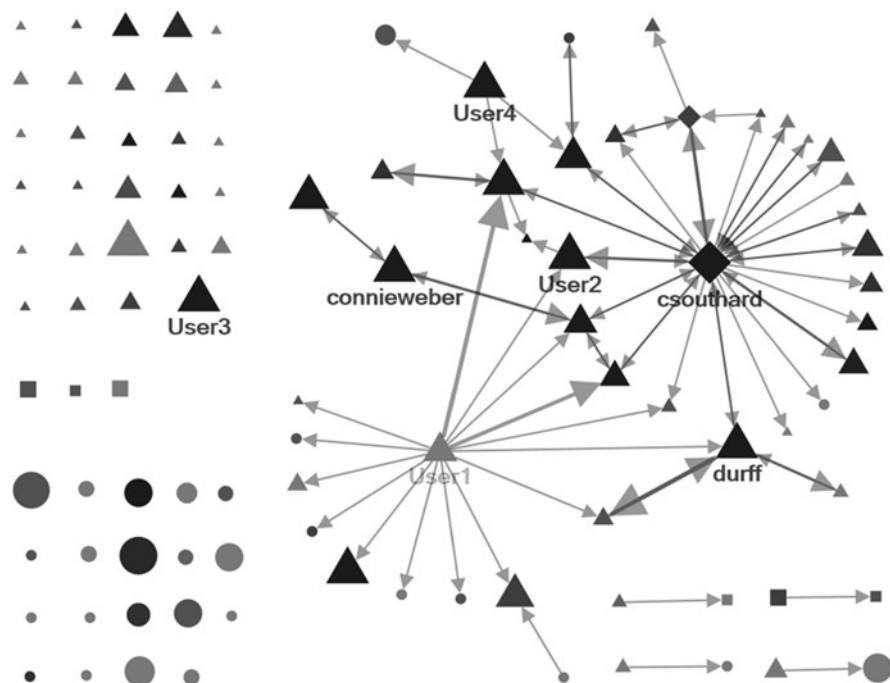 User4
connieweber
User2
csouthard
User3
User1
durff